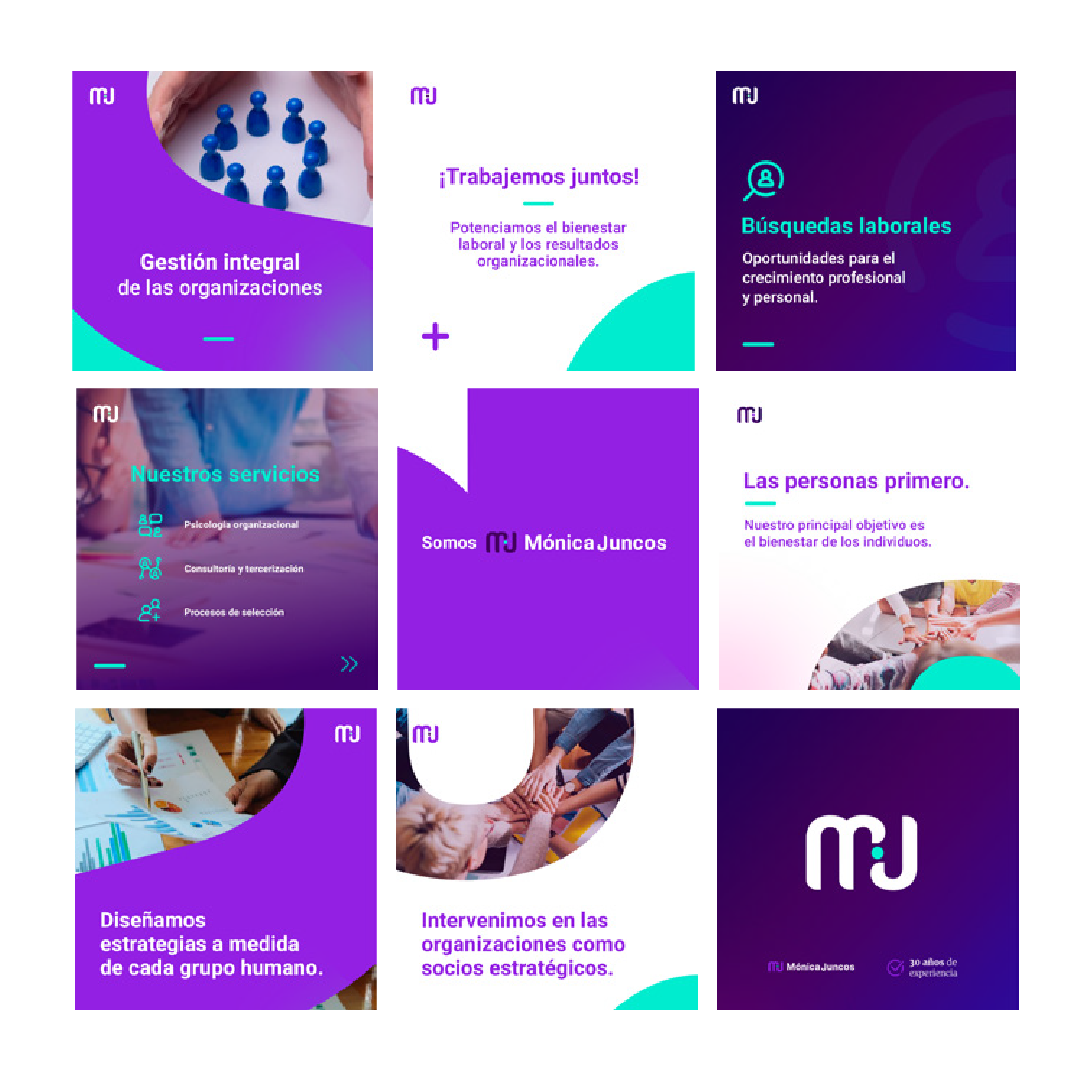 mJ
Gestión integral
de las organizaciones
mJ
¡Trabajemos juntos!
Potenciamos el bienestar
laboral y los resultados
organizacionales.
+
mJ
Búsquedas laborales
Oportunidades para el
crecimiento profesional
y personal.
mJ
Nuestros servicios
Psicología organizacional
Consultoría y tercerización
Procesos de selección
Somos mJ Mónica Juncos
mJ
Las personas primero.
Nuestro principal objetivo es
el bienestar de los individuos.
mJ
Diseñamos
estrategias a medida
de cada grupo humano.
mJ
Intervenimos en las
organizaciones como
socios estratégicos.
mJ
mJ Mónica Juncos
30 años de
experiencia